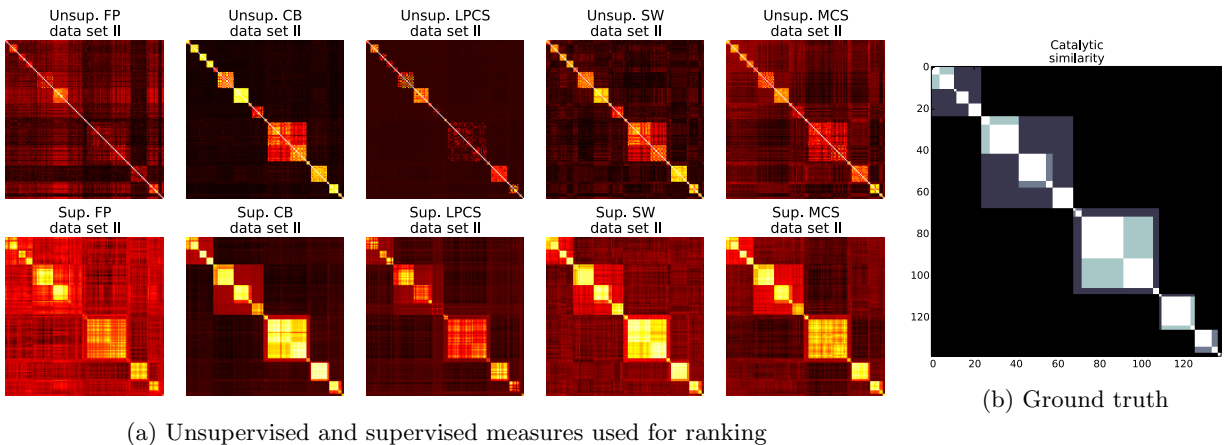 Unsup. FP
data set II
Unsup. CB
data set II
Unsup. LPCS
data set II
Unsup. SW
data set II
Unsup. MCS
data set II
Sup. FP
data set II
Sup. CB
data set II
Sup. LPCS
data set II
Sup. SW
data set II
Sup. MCS
data set II
(a) Unsupervised and supervised measures used for ranking
Catalytic
similarity
0
20
40
60
80
100
120
0 20 40 60 80 100 120
(b) Ground truth